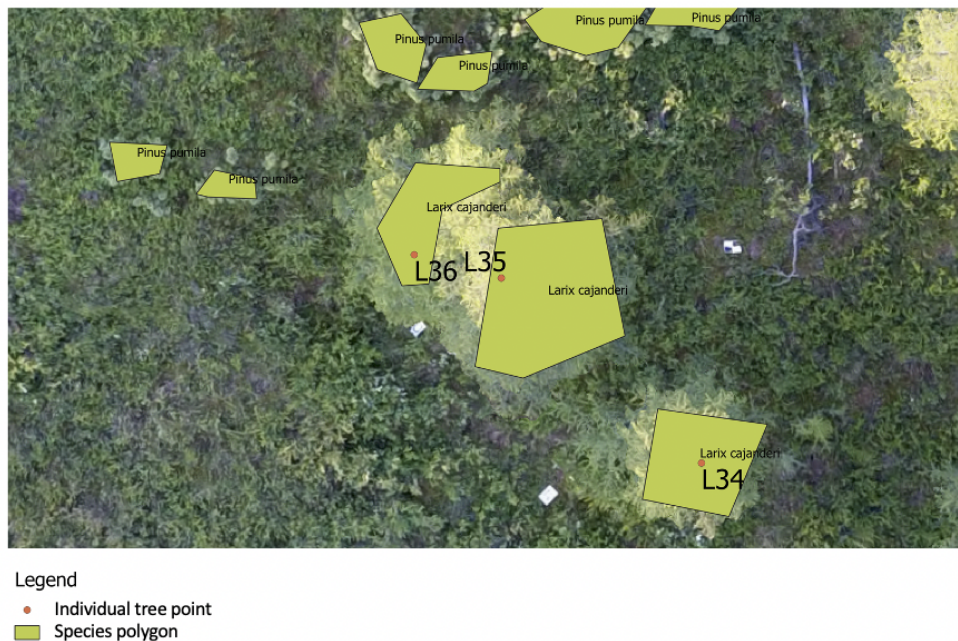 Pinus pumila
Pinus pumila
Pinus pumila
Pinus pumila
Pinus pumila
Pinus pumila
Larix cajanderi
L36
L35
Larix cajanderi
Larix cajanderi
L34
Legend
Individual tree point
Species polygon